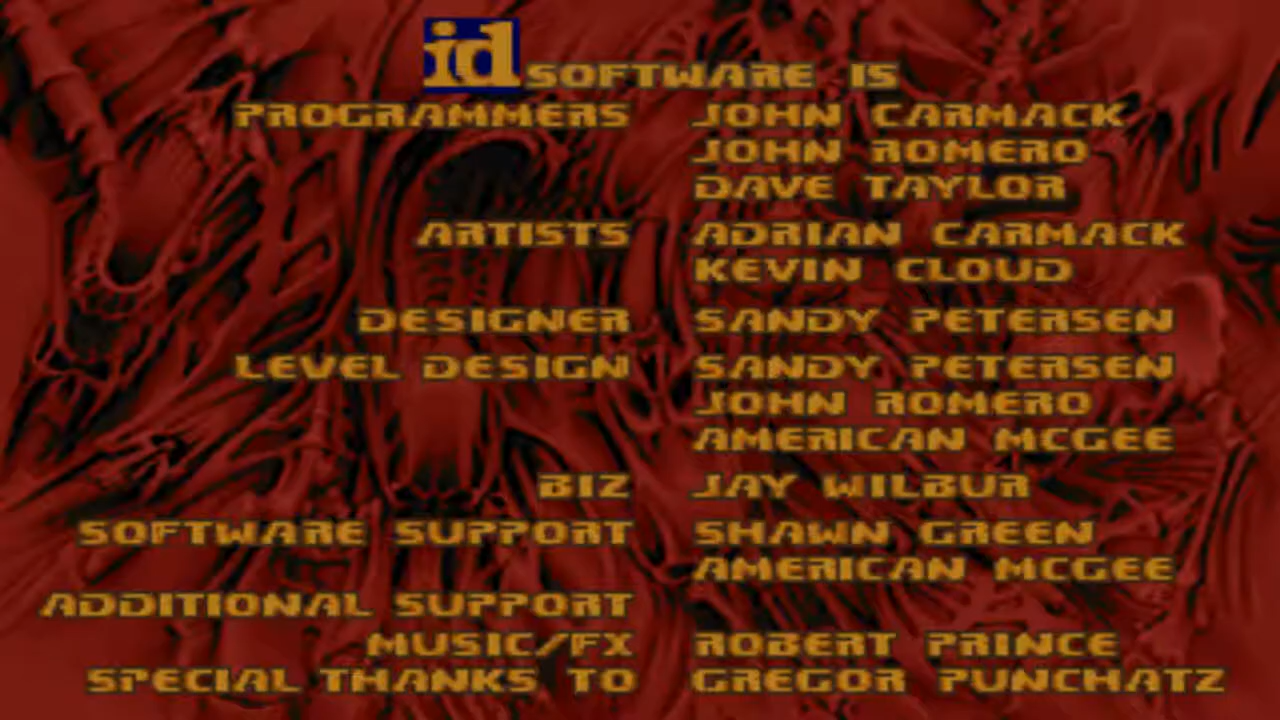 id SOFTWARE IS
PROGRAMMERS JOHN CARMACK
JOHN ROMERO
DAVE TAYLOR
ARTISTS ADRIAN CARMACK
KEVIN CLOUD
DESIGNER SANDY PETERSEN
LEVEL DESIGN SANDY PETERSEN
JOHN ROMERO
AMERICAN MCGEE
BIZ JAY WILBUR
SOFTWARE SUPPORT SHAWN GREEN
AMERICAN MCGEE
ADDITIONAL SUPPORT
MUSIC/FX ROBERT PRINCE
SPECIAL THANKS TO GREGOR PUNCHATZ